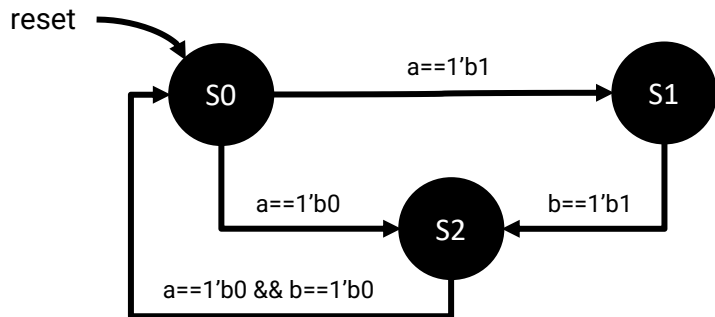 reset
a==1’b1
S0
S1
a==1’b0
b==1’b1
S2
a==1’b0 && b==1’b0